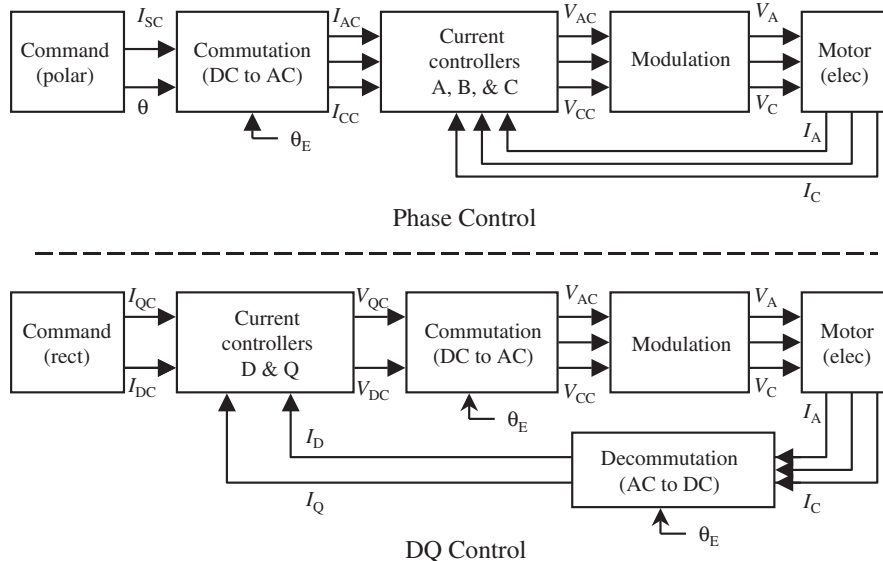 I_SC
I_AC
V_AC
V_A
Command
(polar)
Commutation
(DC to AC)
Current
controllers
A, B, & C
Modulation
Motor
(elec)
θ
I_CC
V_CC
V_C
θ_E
I_A
I_C
Phase Control
I_QC
V_QC
V_AC
V_A
Command
(rect)
Current
controllers
D & Q
Commutation
(DC to AC)
Modulation
Motor
(elec)
I_DC
V_DC
V_CC
V_C
θ_E
I_A
I_D
Decommutation
(AC to DC)
I_Q
I_C
θ_E
DQ Control